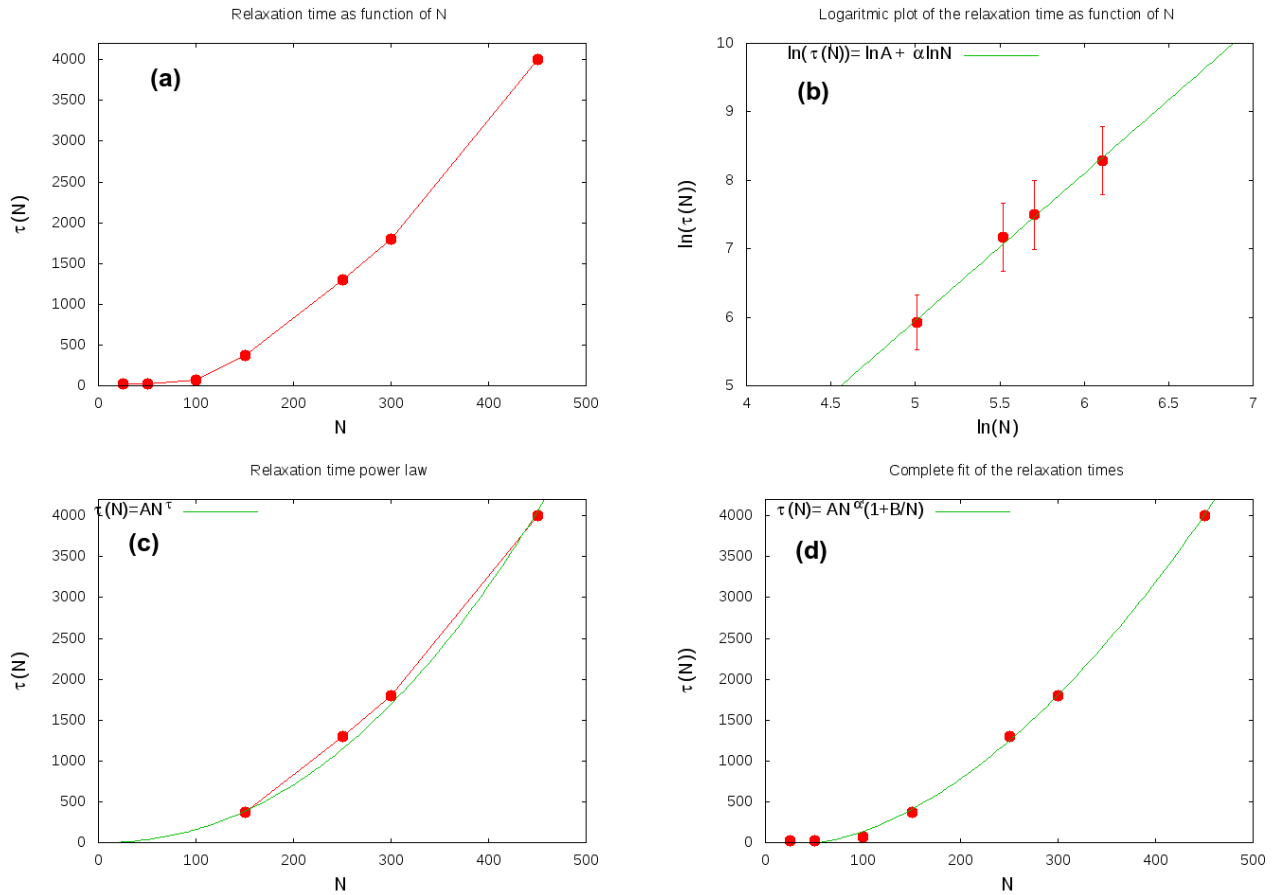 Relaxation time as function of N
(a)
4000
3500
3000
2500
2000
1500
1000
500
0
τ(N)
0 100 200 300 400 500
N
Logaritmic plot of the relaxation time as function of N
ln(τ(N))= lnA + αlnN
(b)
10
9
8
7
6
5
ln(τ(N))
4 4.5 5 5.5 6 6.5 7
ln(N)
Relaxation time power law
τ(N)=AN^τ
(c)
4000
3500
3000
2500
2000
1500
1000
500
0
τ(N)
0 100 200 300 400 500
N
Complete fit of the relaxation times
τ(N)= AN^α(1+B/N)
(d)
4000
3500
3000
2500
2000
1500
1000
500
0
τ(N))
0 100 200 300 400 500
N